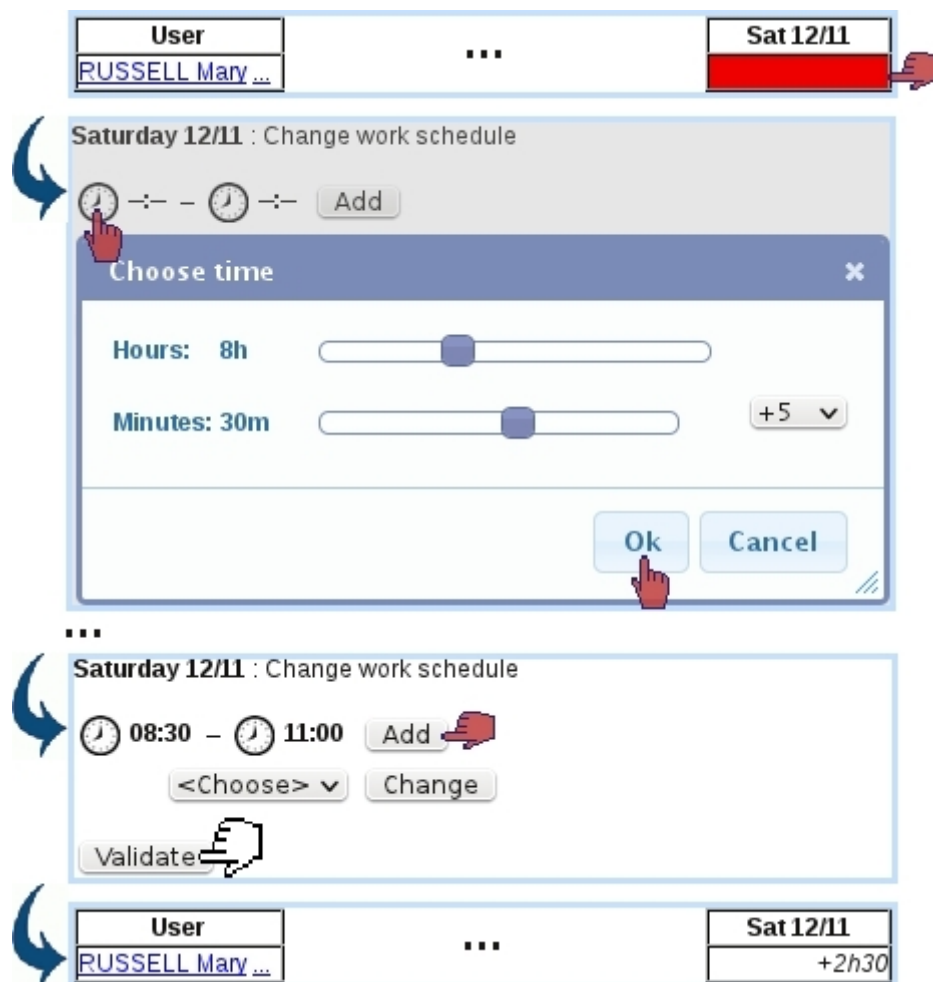 User ... Sat 12/11
RUSSELL Mary ...
Saturday 12/11 : Change work schedule
--:-- – --:-- Add
Choose time ×
Hours: 8h
Minutes: 30m +5
Ok Cancel
...
Saturday 12/11 : Change work schedule
08:30 – 11:00 Add
<Choose> Change
Validate
User ... Sat 12/11
RUSSELL Mary ... +2h30